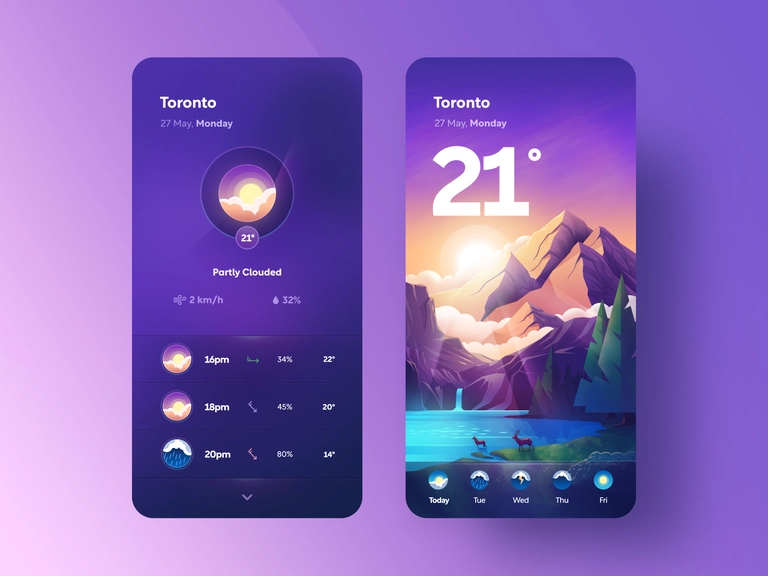 Toronto
27 May, Monday
21°
Partly Clouded
2 km/h 32%
16pm 34% 22°
18pm 45% 20°
20pm 80% 14°
Toronto
27 May, Monday
21°
Today Tue Wed Thu Fri